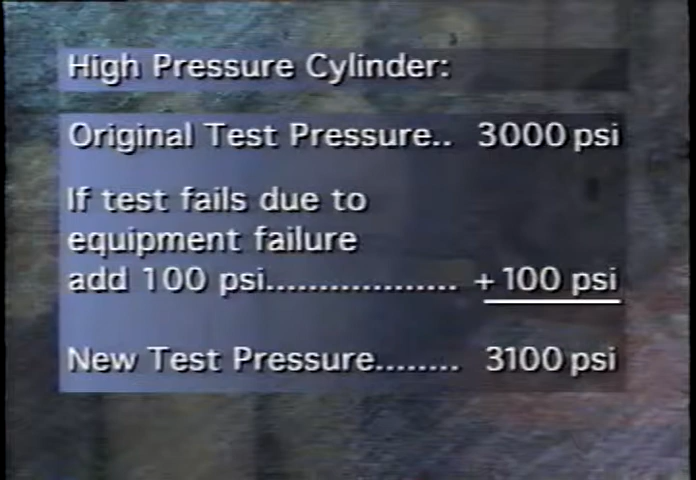 High Pressure Cylinder:
Original Test Pressure.. 3000 psi
If test fails due to
equipment failure
add 100 psi.................. + 100 psi
New Test Pressure........ 3100 psi